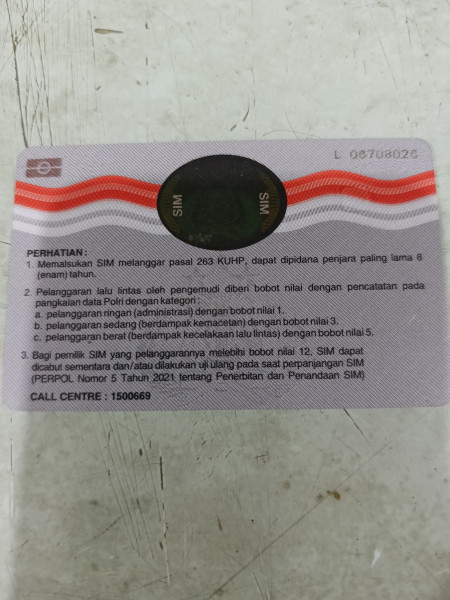 L 06708026
SIM SIM
PERHATIAN :
1. Memalsukan SIM melanggar pasal 263 KUHP, dapat dipidana penjara paling lama 6
(enam) tahun.
2. Pelanggaran lalu lintas oleh pengemudi diberi bobot nilai dengan pencatatan pada
pangkalan data Polri dengan kategori :
a. pelanggaran ringan (administrasi) dengan bobot nilai 1.
b. pelanggaran sedang (berdampak kemacetan) dengan bobot nilai 3.
c. pelanggaran berat (berdampak kecelakaan lalu lintas) dengan bobot nilai 5.
3. Bagi pemilik SIM yang pelanggarannya melebihi bobot nilai 12, SIM dapat
dicabut sementara dan/atau dilakukan uji ulang pada saat perpanjangan SIM
(PERPOL Nomor 5 Tahun 2021 tentang Penerbitan dan Penandaan SIM)
CALL CENTRE : 1500669